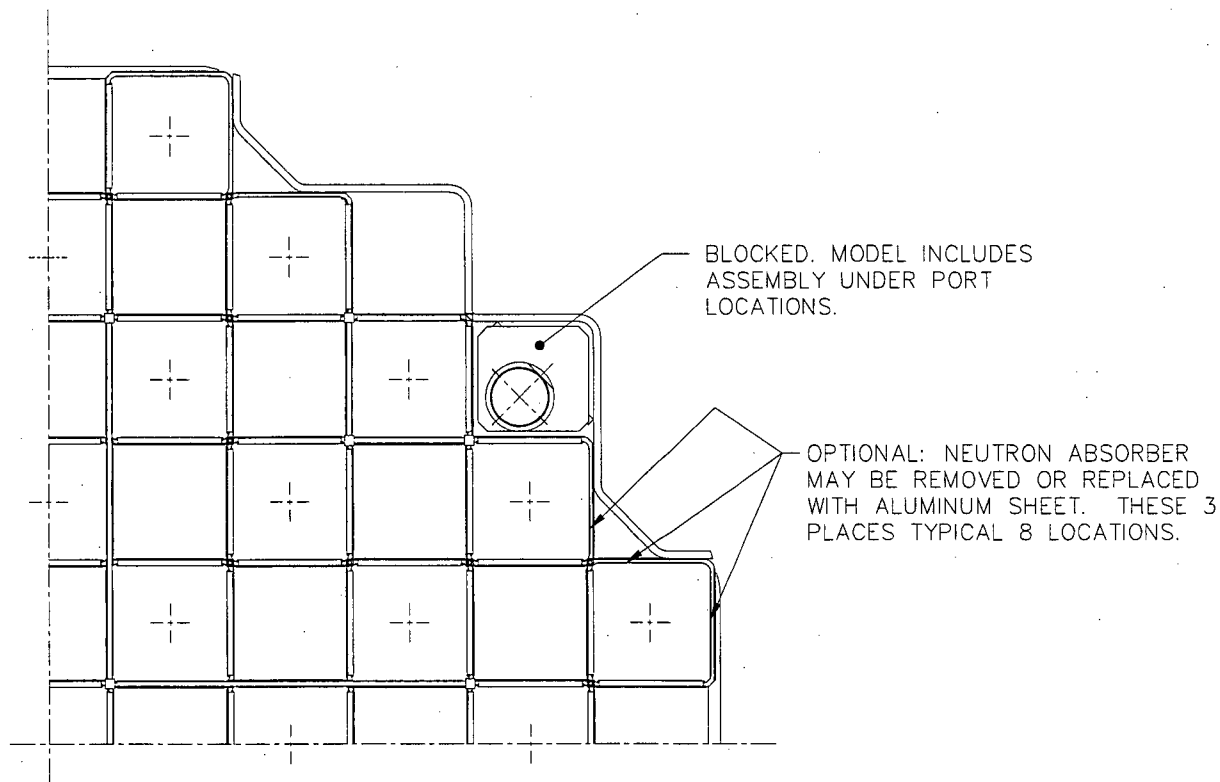 BLOCKED. MODEL INCLUDES
ASSEMBLY UNDER PORT
LOCATIONS.
OPTIONAL: NEUTRON ABSORBER
MAY BE REMOVED OR REPLACED
WITH ALUMINUM SHEET. THESE 3
PLACES TYPICAL 8 LOCATIONS.